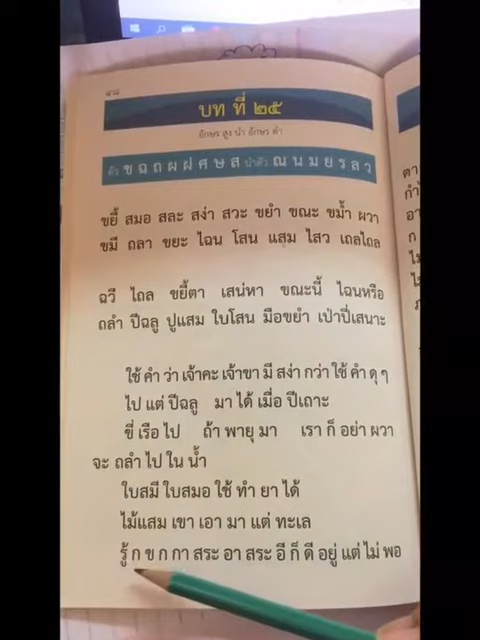 ๔๘
บท ที่ ๒๕
อักษร สูง นำ อักษร ต่ำ
ตัว ข ฉ ถ ผ ฝ ศ ษ ส นำตัว ณ น ม ย ร ล ว
ขยี้ สมอ สละ สง่า สวะ ขยำ ขณะ ขม้ำ ผวา
ขมี ถลา ขยะ ไฉน โสน แสม ไสว เถลไถล
ฉวี ไถล ขยี้ตา เสน่หา ขณะนี้ ไฉนหรือ
ถลำ ปีฉลู ปูแสม ใบโสน มือขยำ เป่าปี่เสนาะ
ใช้ คำ ว่า เจ้าคะ เจ้าขา มี สง่า กว่า ใช้ คำ ดุ ๆ
ไป แต่ ปีฉลู มา ได้ เมื่อ ปีเถาะ
ขี่ เรือ ไป ถ้า พายุ มา เรา ก็ อย่า ผวา
จะ ถลำ ไป ใน น้ำ
ใบสมี ใบสมอ ใช้ ทำ ยา ได้
ไม้แสม เขา เอา มา แต่ ทะเล
รู้ ก ข ก กา สระ อา สระ อี ก็ ดี อยู่ แต่ ไม่ พอ